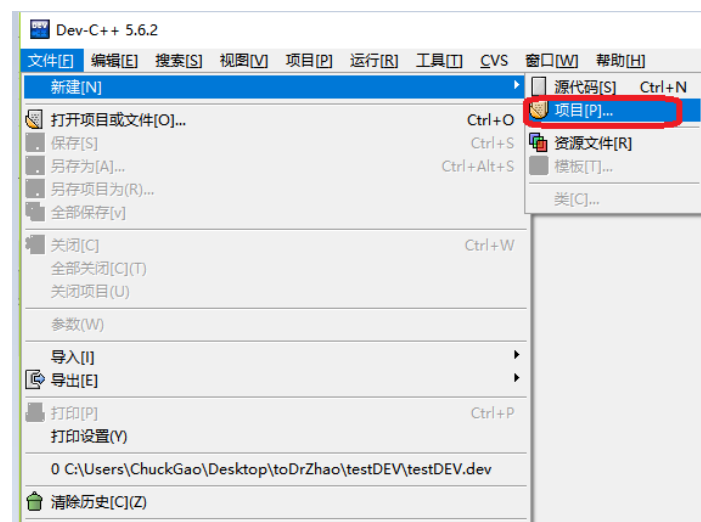 Dev-C++ 5.6.2
文件[F] 编辑[E] 搜索[S] 视图[V] 项目[P] 运行[R] 工具[T] CVS 窗口[W] 帮助[H]
新建[N]
源代码[S] Ctrl+N
项目[P]...
打开项目或文件[O]... Ctrl+O
资源文件[R]
保存[S] Ctrl+S
模板[T]...
另存为[A]... Ctrl+Alt+S
另存项目为(R)...
类[C]...
全部保存[v]
关闭[C] Ctrl+W
全部关闭[C](T)
关闭项目(U)
参数(W)
导入[I]
导出[E]
打印[P] Ctrl+P
打印设置(Y)
0 C:\Users\ChuckGao\Desktop\toDrZhao\testDEV\testDEV.dev
清除历史[C](Z)